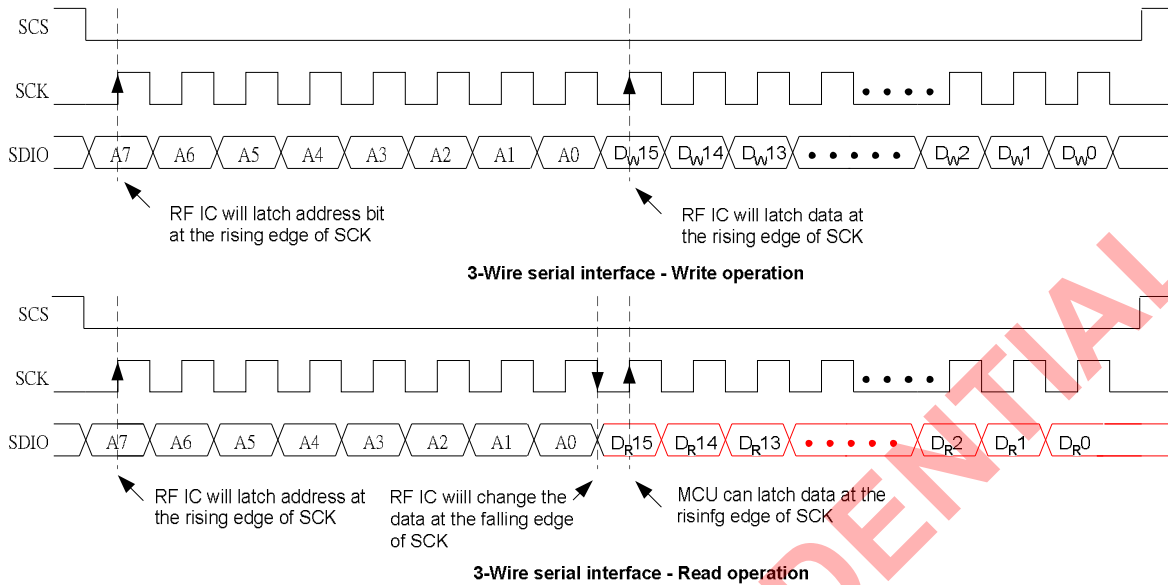 SCS
SCK
SDIO A7 A6 A5 A4 A3 A2 A1 A0 DW15 DW14 DW13 DW2 DW1 DW0
RF IC will latch address bit
at the rising edge of SCK
RF IC will latch data at
the rising edge of SCK
3-Wire serial interface - Write operation
SCS
SCK
SDIO A7 A6 A5 A4 A3 A2 A1 A0 DR15 DR14 DR13 DR2 DR1 DR0
RF IC will latch address at
the rising edge of SCK
RF IC wiill change the
data at the falling edge
of SCK
MCU can latch data at the
risinfg edge of SCK
3-Wire serial interface - Read operation
DENTIAL